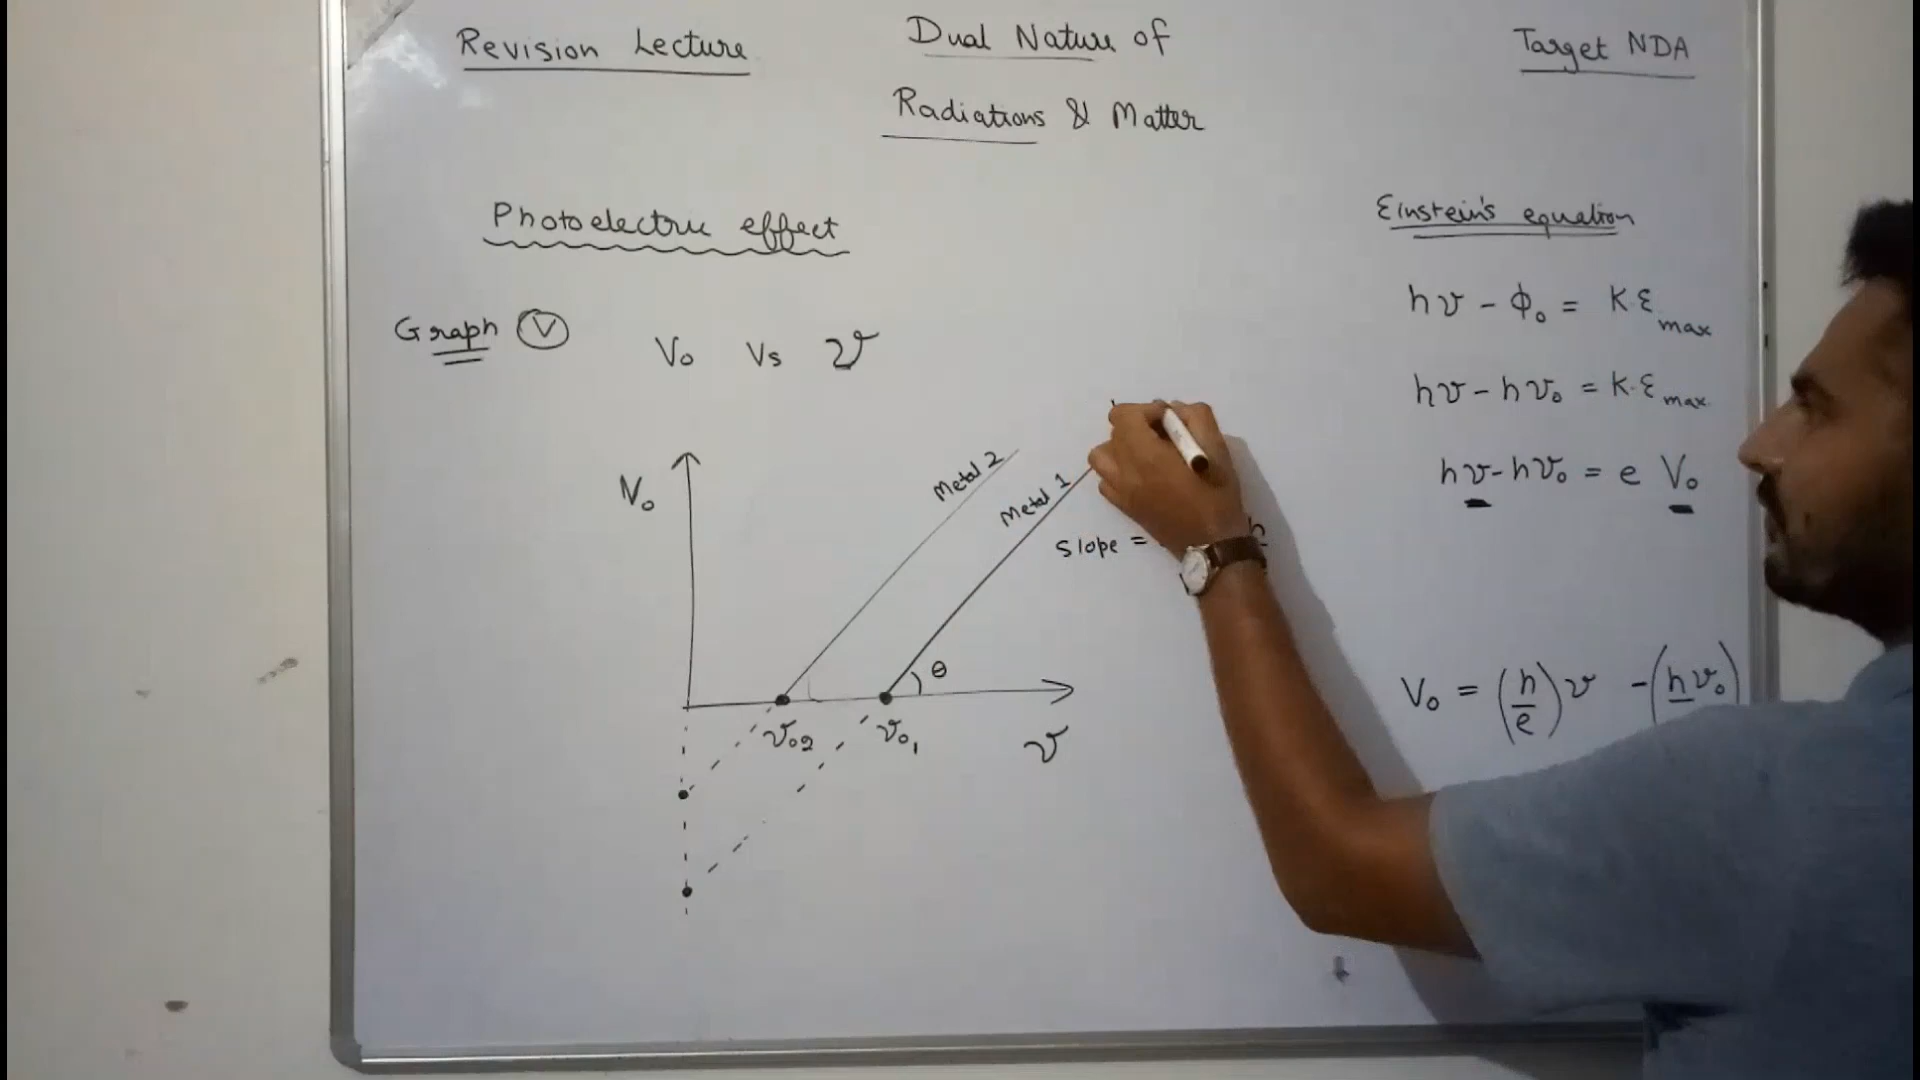 Revision Lecture
Dual Nature of
Radiations & Matter
Target NDA
Photoelectric effect
Graph V
V₀ Vs ν
V₀
Metal 2
Metal 1
Slope =
h
θ
ν₀₂
ν₀₁
ν
Einstein's equation
hν - ϕ₀ = K.E max
hν - hν₀ = K.E max
hν - hν₀ = e V₀
V₀ = (h/e) ν - (hν₀)